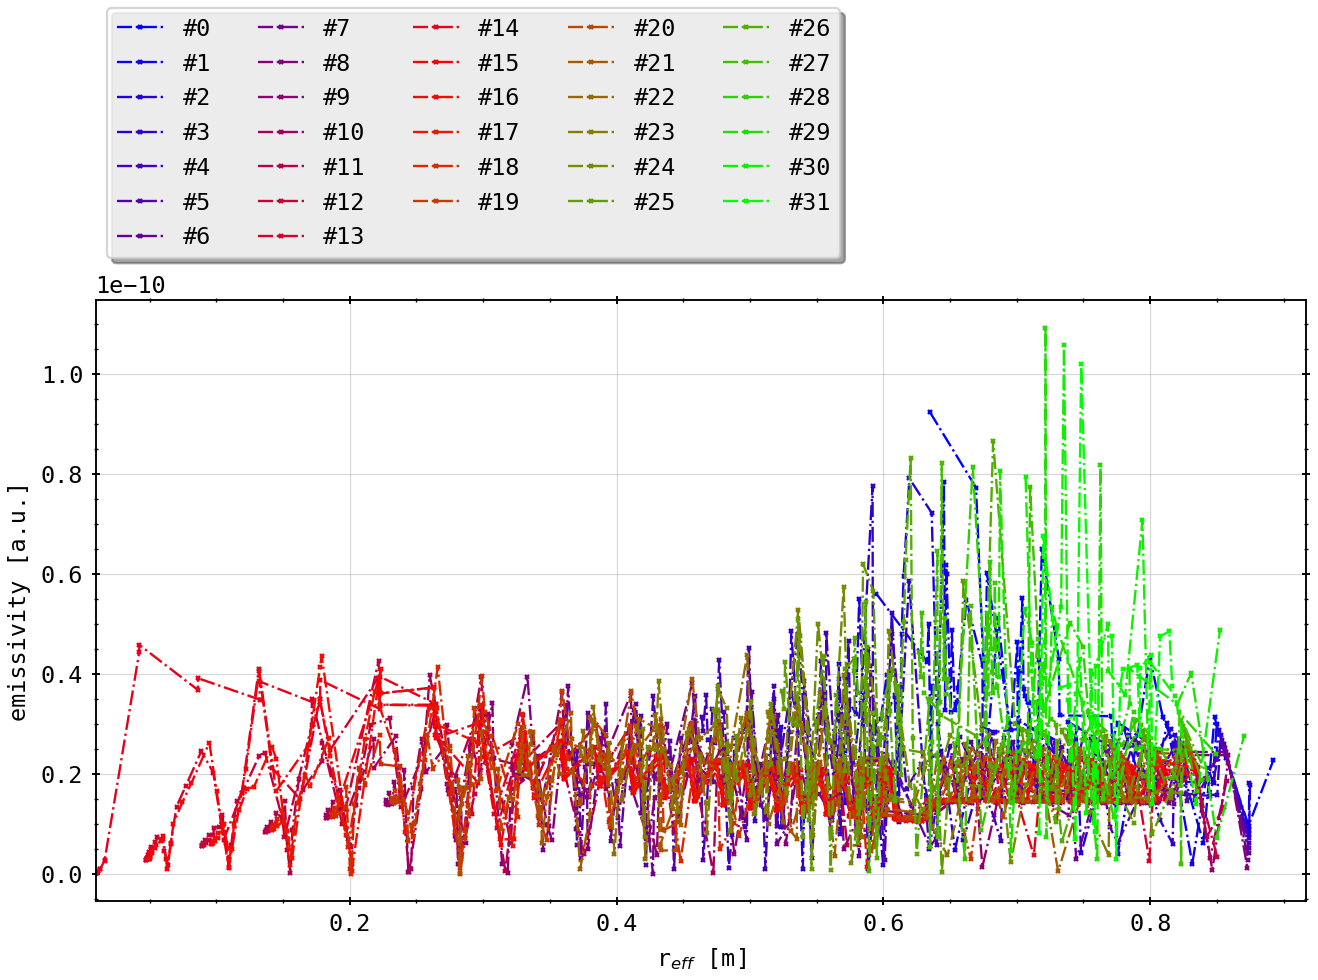 #0 #7 #14 #20 #26
#1 #8 #15 #21 #27
#2 #9 #16 #22 #28
#3 #10 #17 #23 #29
#4 #11 #18 #24 #30
#5 #12 #19 #25 #31
#6 #13
1e−10
1.0
0.8
0.6
0.4
0.2
0.0
emissivity [a.u.]
0.2 0.4 0.6 0.8
r_eff [m]